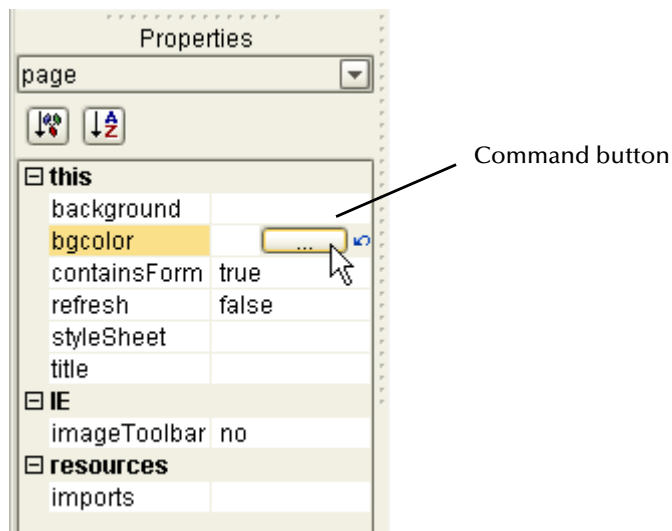 Properties
page
A
Z
Command button
this
background
bgcolor ...
containsForm true
refresh false
styleSheet
title
IE
imageToolbar no
resources
imports